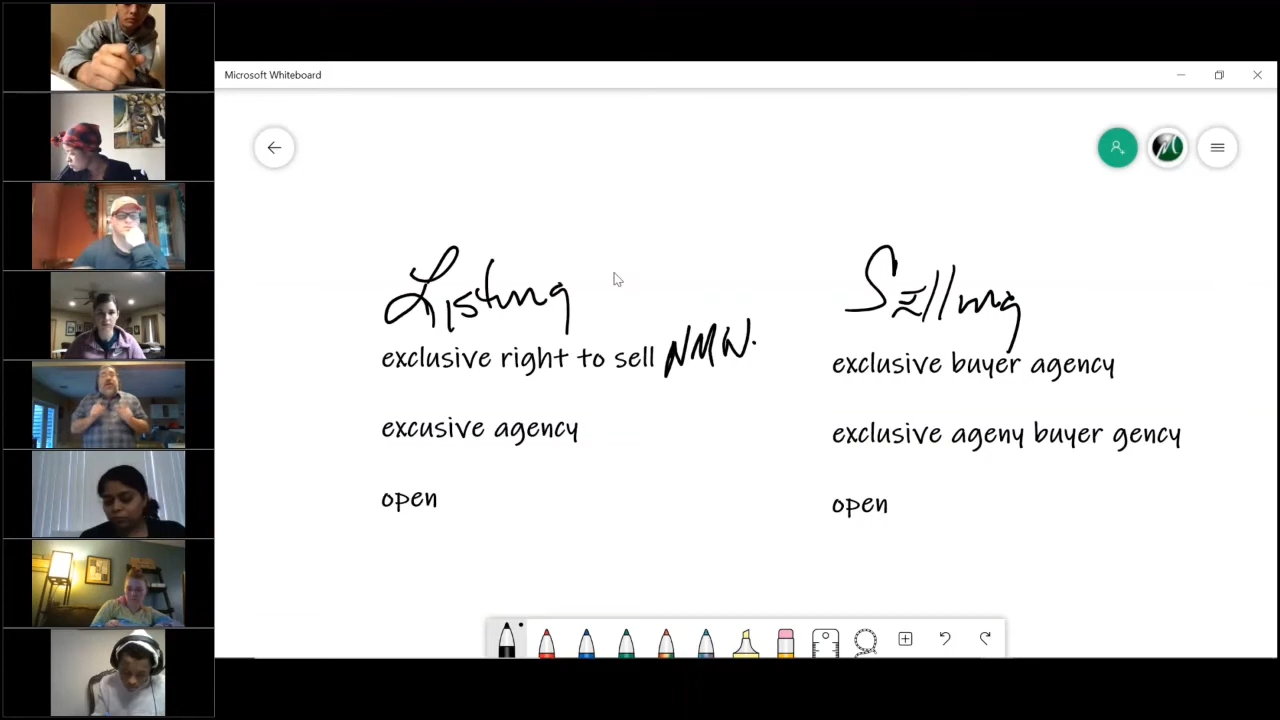 Microsoft Whiteboard
Listing
exclusive right to sell NMW.
excusive agency
open
Selling
exclusive buyer agency
exclusive ageny buyer gency
open